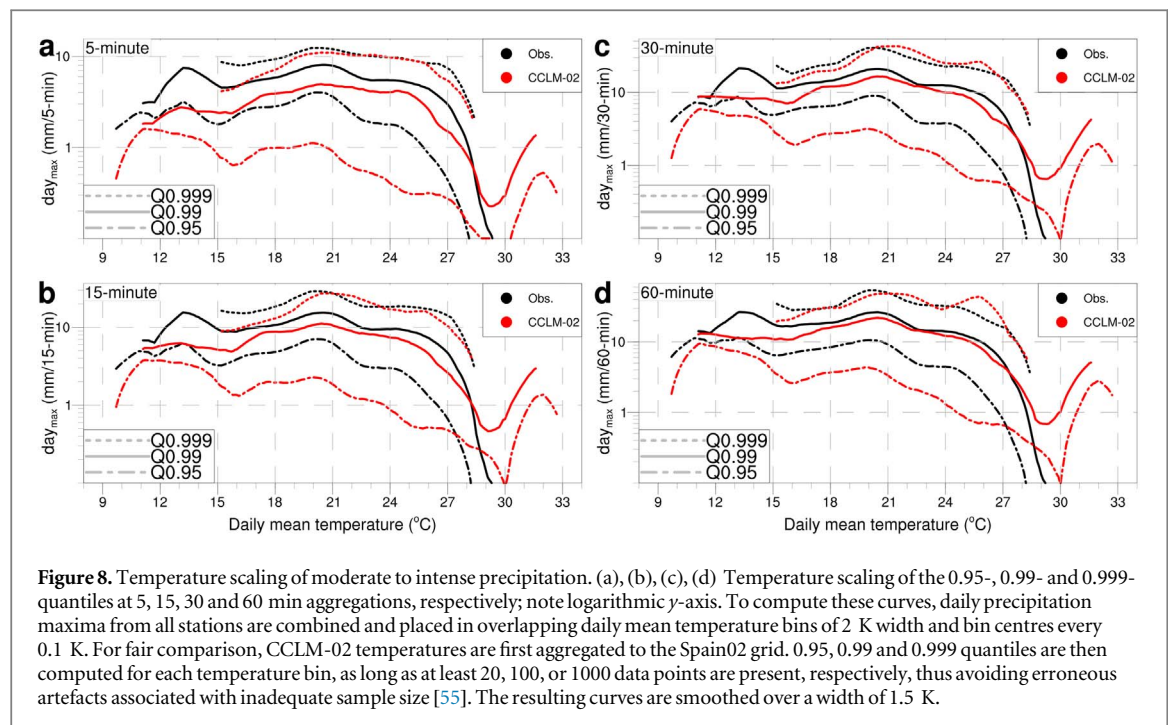 a
5-minute
Obs.
CCLM-02
10
1
day_max (mm/5-min)
Q0.999
Q0.99
Q0.95
9 12 15 18 21 24 27 30 33
c
30-minute
Obs.
CCLM-02
10
1
day_max (mm/30-min)
Q0.999
Q0.99
Q0.95
9 12 15 18 21 24 27 30 33
b
15-minute
Obs.
CCLM-02
10
1
day_max (mm/15-min)
Q0.999
Q0.99
Q0.95
9 12 15 18 21 24 27 30 33
Daily mean temperature (°C)
d
60-minute
Obs.
CCLM-02
10
1
day_max (mm/60-min)
Q0.999
Q0.99
Q0.95
9 12 15 18 21 24 27 30 33
Daily mean temperature (°C)
Figure 8. Temperature scaling of moderate to intense precipitation. (a), (b), (c), (d) Temperature scaling of the 0.95-, 0.99- and 0.999-
quantiles at 5, 15, 30 and 60 min aggregations, respectively; note logarithmic y-axis. To compute these curves, daily precipitation
maxima from all stations are combined and placed in overlapping daily mean temperature bins of 2 K width and bin centres every
0.1 K. For fair comparison, CCLM-02 temperatures are first aggregated to the Spain02 grid. 0.95, 0.99 and 0.999 quantiles are then
computed for each temperature bin, as long as at least 20, 100, or 1000 data points are present, respectively, thus avoiding erroneous
artefacts associated with inadequate sample size [55]. The resulting curves are smoothed over a width of 1.5 K.